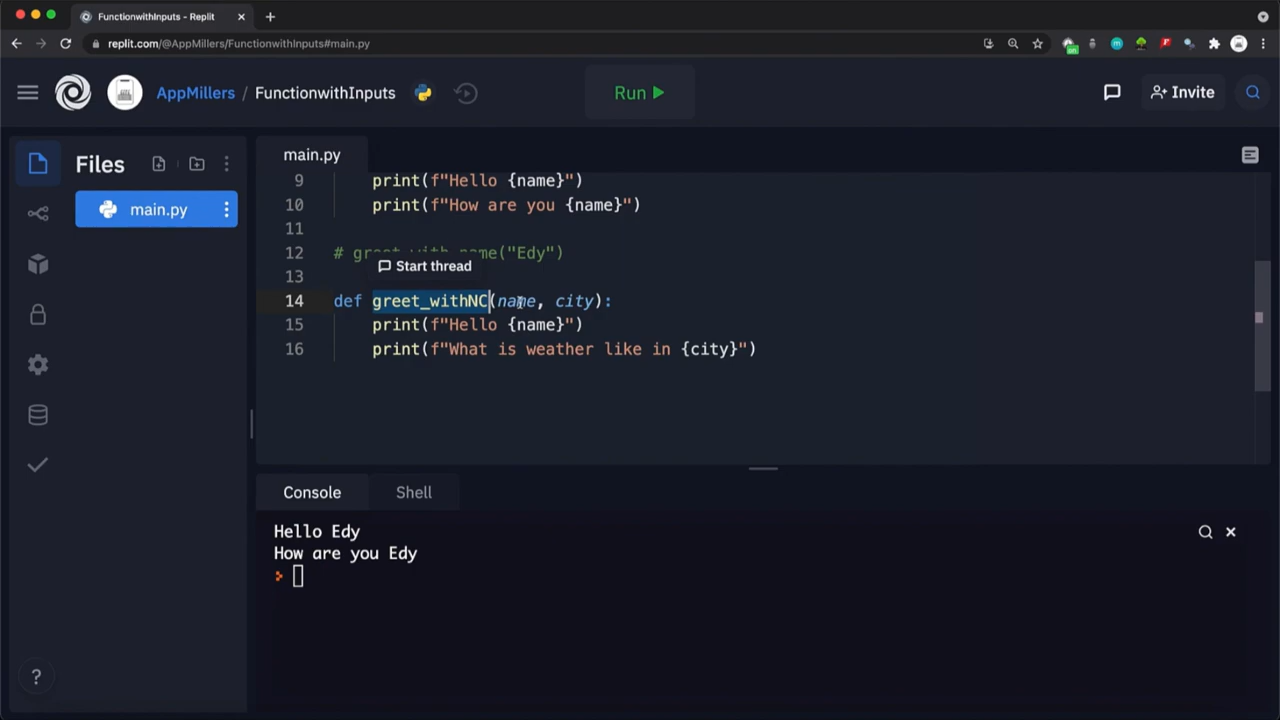 FunctionwithInputs - Replit
replit.com/@AppMillers/FunctionwithInputs#main.py
AppMillers / FunctionwithInputs
Run
Invite
Files
main.py
main.py
9 print(f"Hello {name}")
10 print(f"How are you {name}")
11
12 # greet_with_name("Edy")
13
Start thread
14 def greet_withNC(name, city):
15 print(f"Hello {name}")
16 print(f"What is weather like in {city}")
Console Shell
Hello Edy
How are you Edy
?